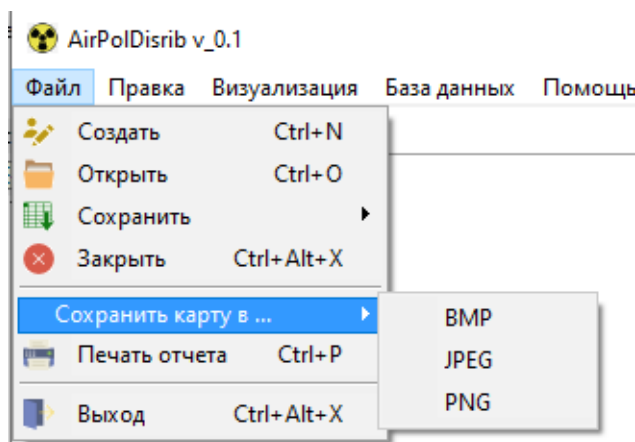 AirPolDisrib v_0.1
Файл Правка Визуализация База данных Помощь
Создать Ctrl+N
Открыть Ctrl+O
Сохранить
Закрыть Ctrl+Alt+X
Сохранить карту в ...
BMP
Печать отчета Ctrl+P
JPEG
PNG
Выход Ctrl+Alt+X